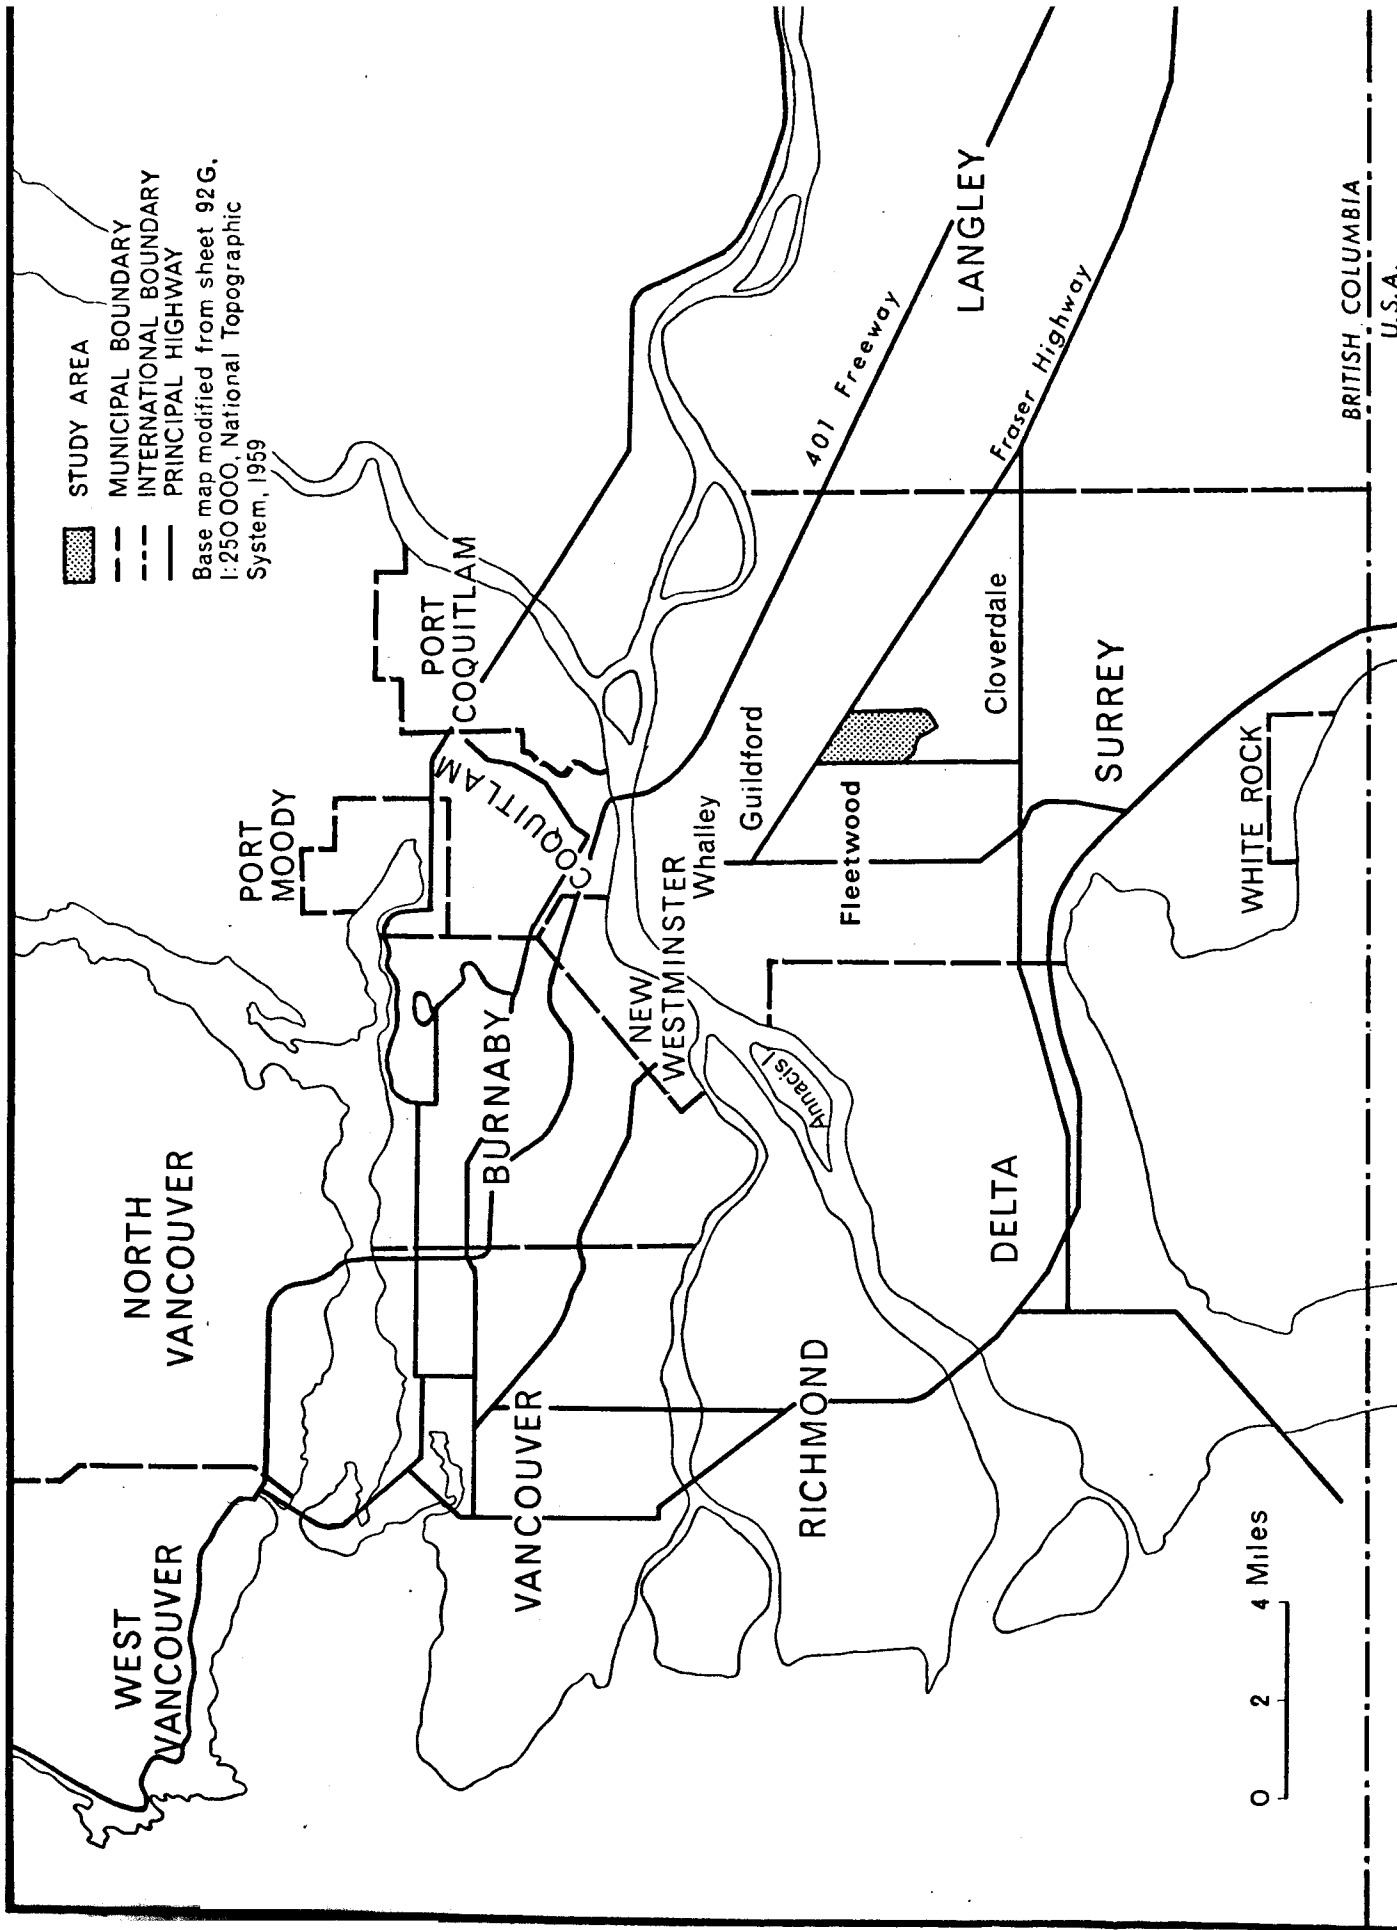 STUDY AREA
MUNICIPAL BOUNDARY
INTERNATIONAL BOUNDARY
PRINCIPAL HIGHWAY
Base map modified from sheet 92G,
1:250 000, National Topographic
System, 1959
WEST
VANCOUVER
NORTH
VANCOUVER
PORT
MOODY
PORT
COQUITLAM
COQUITLAM
BURNABY
VANCOUVER
NEW
WESTMINSTER
Whalley
Guildford
Fleetwood
Annacis I
RICHMOND
DELTA
Cloverdale
SURREY
401 Freeway
LANGLEY
Fraser Highway
WHITE ROCK
0 2 4 Miles
BRITISH COLUMBIA
U.S.A.